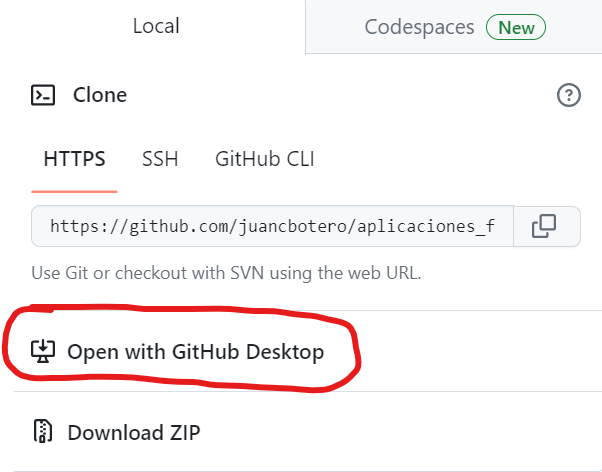 Local
Codespaces New
Clone
HTTPS SSH GitHub CLI
https://github.com/juancbotero/aplicaciones_f
Use Git or checkout with SVN using the web URL.
Open with GitHub Desktop
Download ZIP